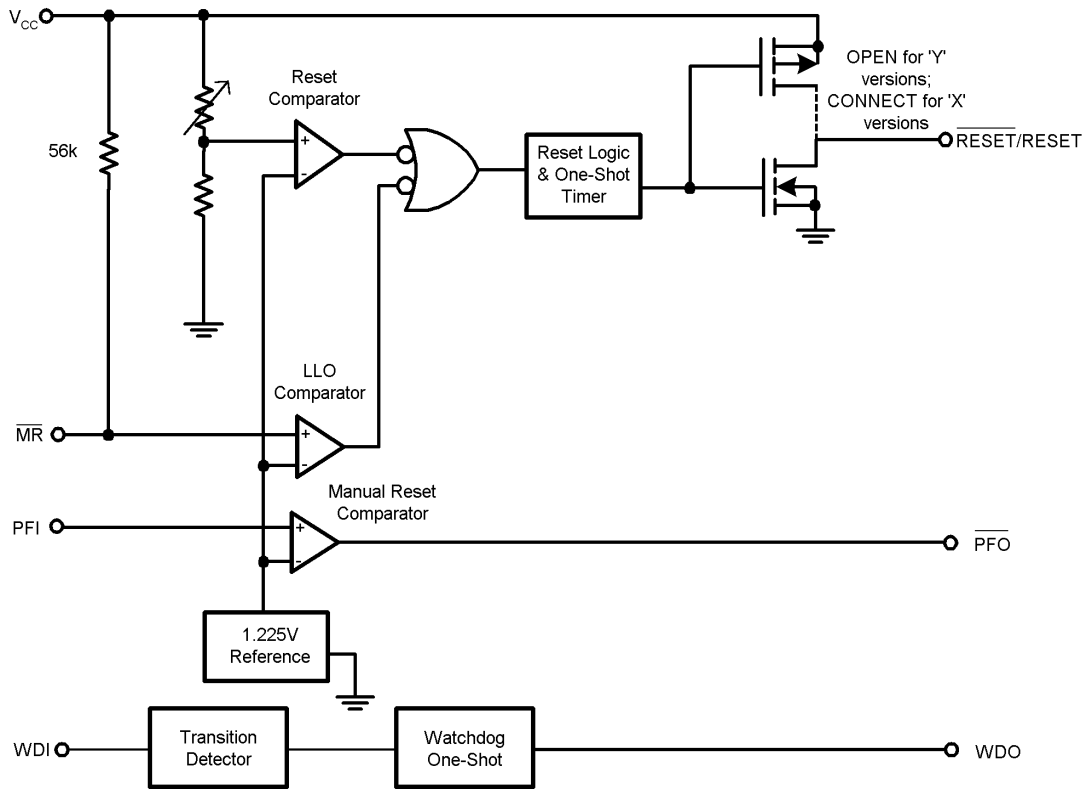 VCC
56k
Reset
Comparator
+
-
Reset Logic
& One-Shot
Timer
OPEN for 'Y'
versions;
CONNECT for 'X'
versions
RESET/RESET
LLO
Comparator
MR
+
-
Manual Reset
Comparator
PFI
+
-
PFO
1.225V
Reference
WDI
Transition
Detector
Watchdog
One-Shot
WDO